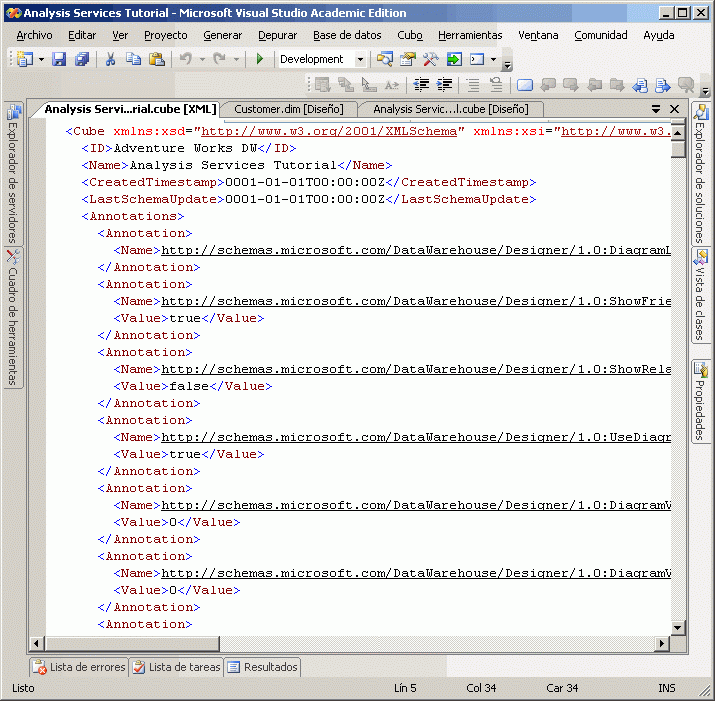 Analysis Services Tutorial - Microsoft Visual Studio Academic Edition
Archivo Editar Ver Proyecto Generar Depurar Base de datos Cubo Herramientas Ventana Comunidad Ayuda
Development
Analysis Servi...rial.cube [XML] Customer.dim [Diseño] Analysis Servic...l.cube [Diseño]
<Cube xmlns:xsd="http://www.w3.org/2001/XMLSchema" xmlns:xsi="http://www.w3.
<ID>Adventure Works DW</ID>
<Name>Analysis Services Tutorial</Name>
<CreatedTimestamp>0001-01-01T00:00:00Z</CreatedTimestamp>
<LastSchemaUpdate>0001-01-01T00:00:00Z</LastSchemaUpdate>
<Annotations>
<Annotation>
<Name>http://schemas.microsoft.com/DataWarehouse/Designer/1.0:DiagramL
</Annotation>
<Annotation>
<Name>http://schemas.microsoft.com/DataWarehouse/Designer/1.0:ShowFrie
<Value>true</Value>
</Annotation>
<Annotation>
<Name>http://schemas.microsoft.com/DataWarehouse/Designer/1.0:ShowRela
<Value>false</Value>
</Annotation>
<Annotation>
<Name>http://schemas.microsoft.com/DataWarehouse/Designer/1.0:UseDiagr
<Value>true</Value>
</Annotation>
<Annotation>
<Name>http://schemas.microsoft.com/DataWarehouse/Designer/1.0:DiagramV
<Value>0</Value>
</Annotation>
<Annotation>
<Name>http://schemas.microsoft.com/DataWarehouse/Designer/1.0:DiagramV
<Value>0</Value>
</Annotation>
<Annotation>
Explorador de servidores
Cuadro de herramientas
Explorador de soluciones
Vista de clases
Propiedades
Lista de errores Lista de tareas Resultados
Listo Lín 5 Col 34 Car 34 INS